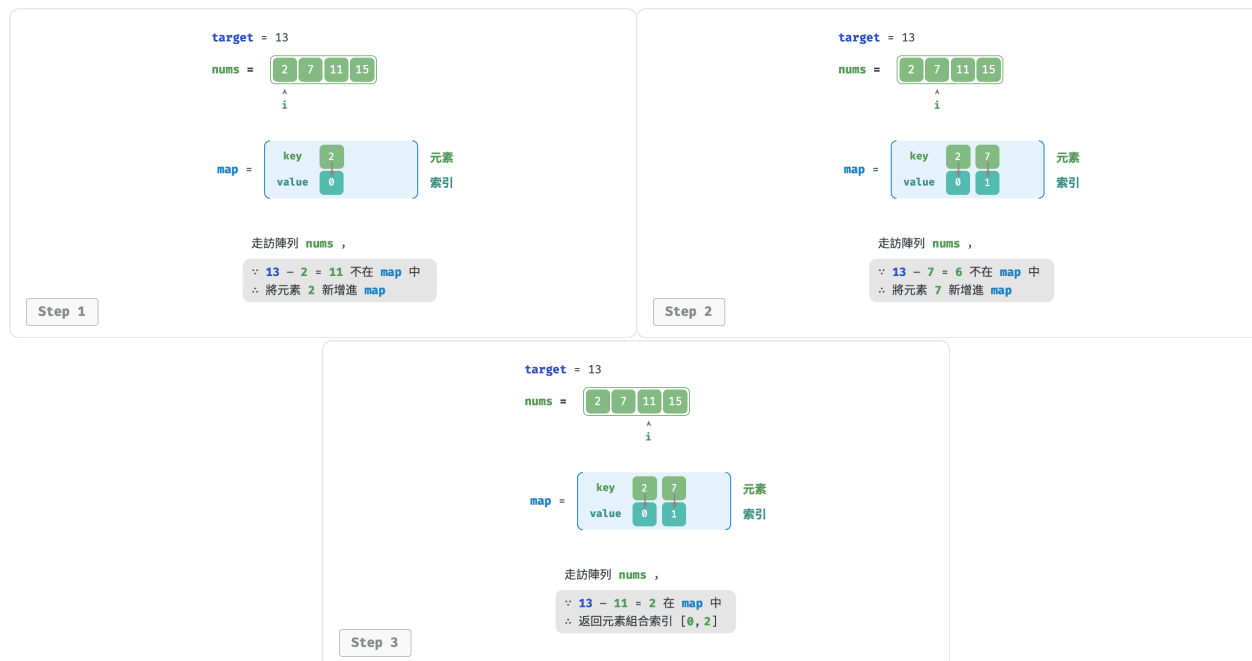 target = 13
nums = 2 7 11 15
i
map =
key 2 元素
value 0 索引
走訪陣列 nums ,
∵ 13 − 2 = 11 不在 map 中
∴ 將元素 2 新增進 map
Step 1
target = 13
nums = 2 7 11 15
i
map =
key 2 7 元素
value 0 1 索引
走訪陣列 nums ,
∵ 13 − 7 = 6 不在 map 中
∴ 將元素 7 新增進 map
Step 2
target = 13
nums = 2 7 11 15
i
map =
key 2 7 元素
value 0 1 索引
走訪陣列 nums ,
∵ 13 − 11 = 2 在 map 中
∴ 返回元素組合索引 [0,2]
Step 3